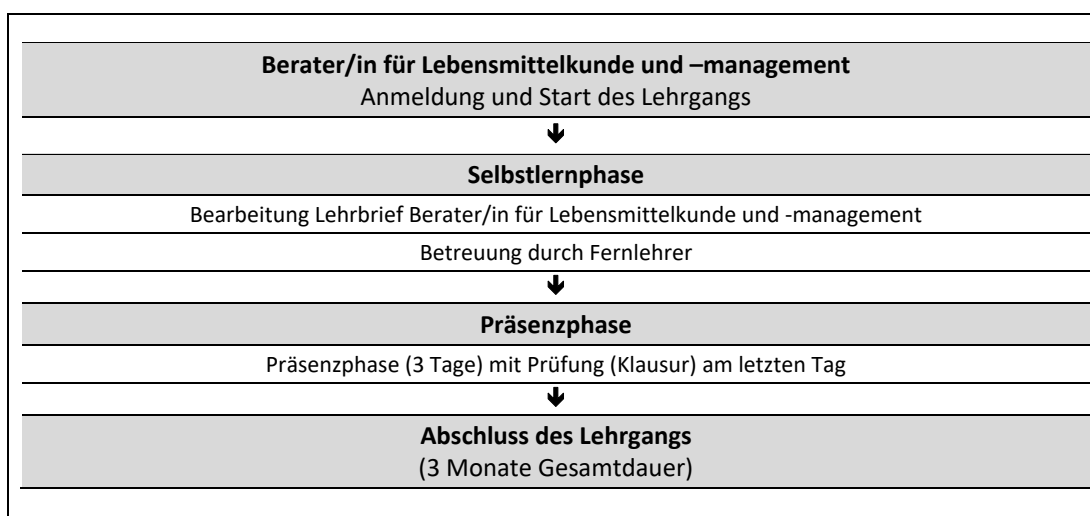 Berater/in für Lebensmittelkunde und –management
Anmeldung und Start des Lehrgangs
🡻
Selbstlernphase
Bearbeitung Lehrbrief Berater/in für Lebensmittelkunde und -management
Betreuung durch Fernlehrer
🡻
Präsenzphase
Präsenzphase (3 Tage) mit Prüfung (Klausur) am letzten Tag
🡻
Abschluss des Lehrgangs
(3 Monate Gesamtdauer)